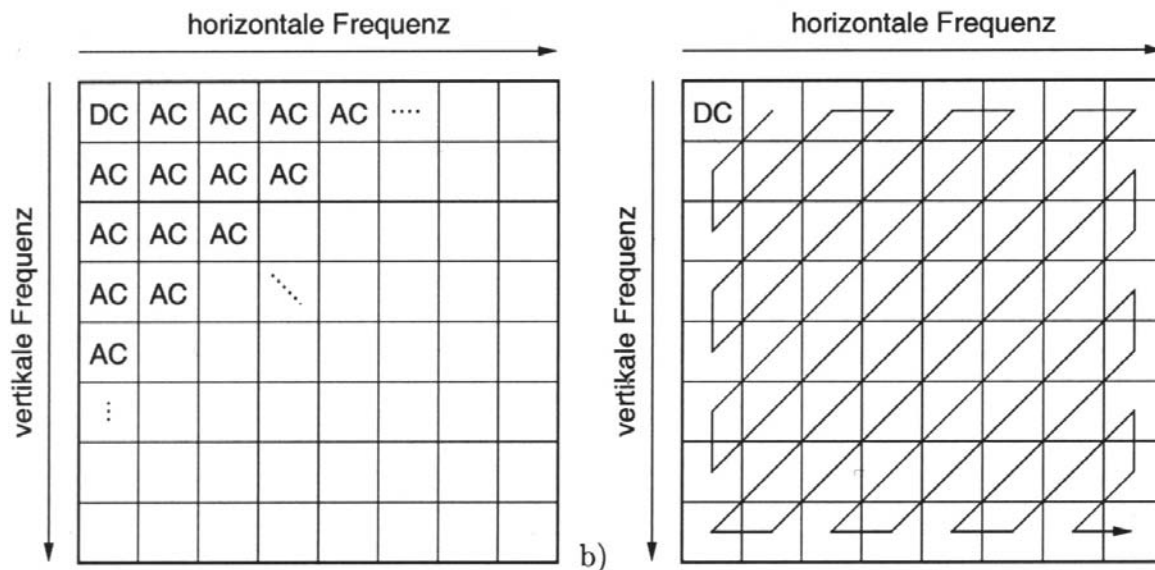 horizontale Frequenz
vertikale Frequenz
DC AC AC AC AC ....
AC AC AC AC
AC AC AC
AC AC
AC
b)
horizontale Frequenz
vertikale Frequenz
DC